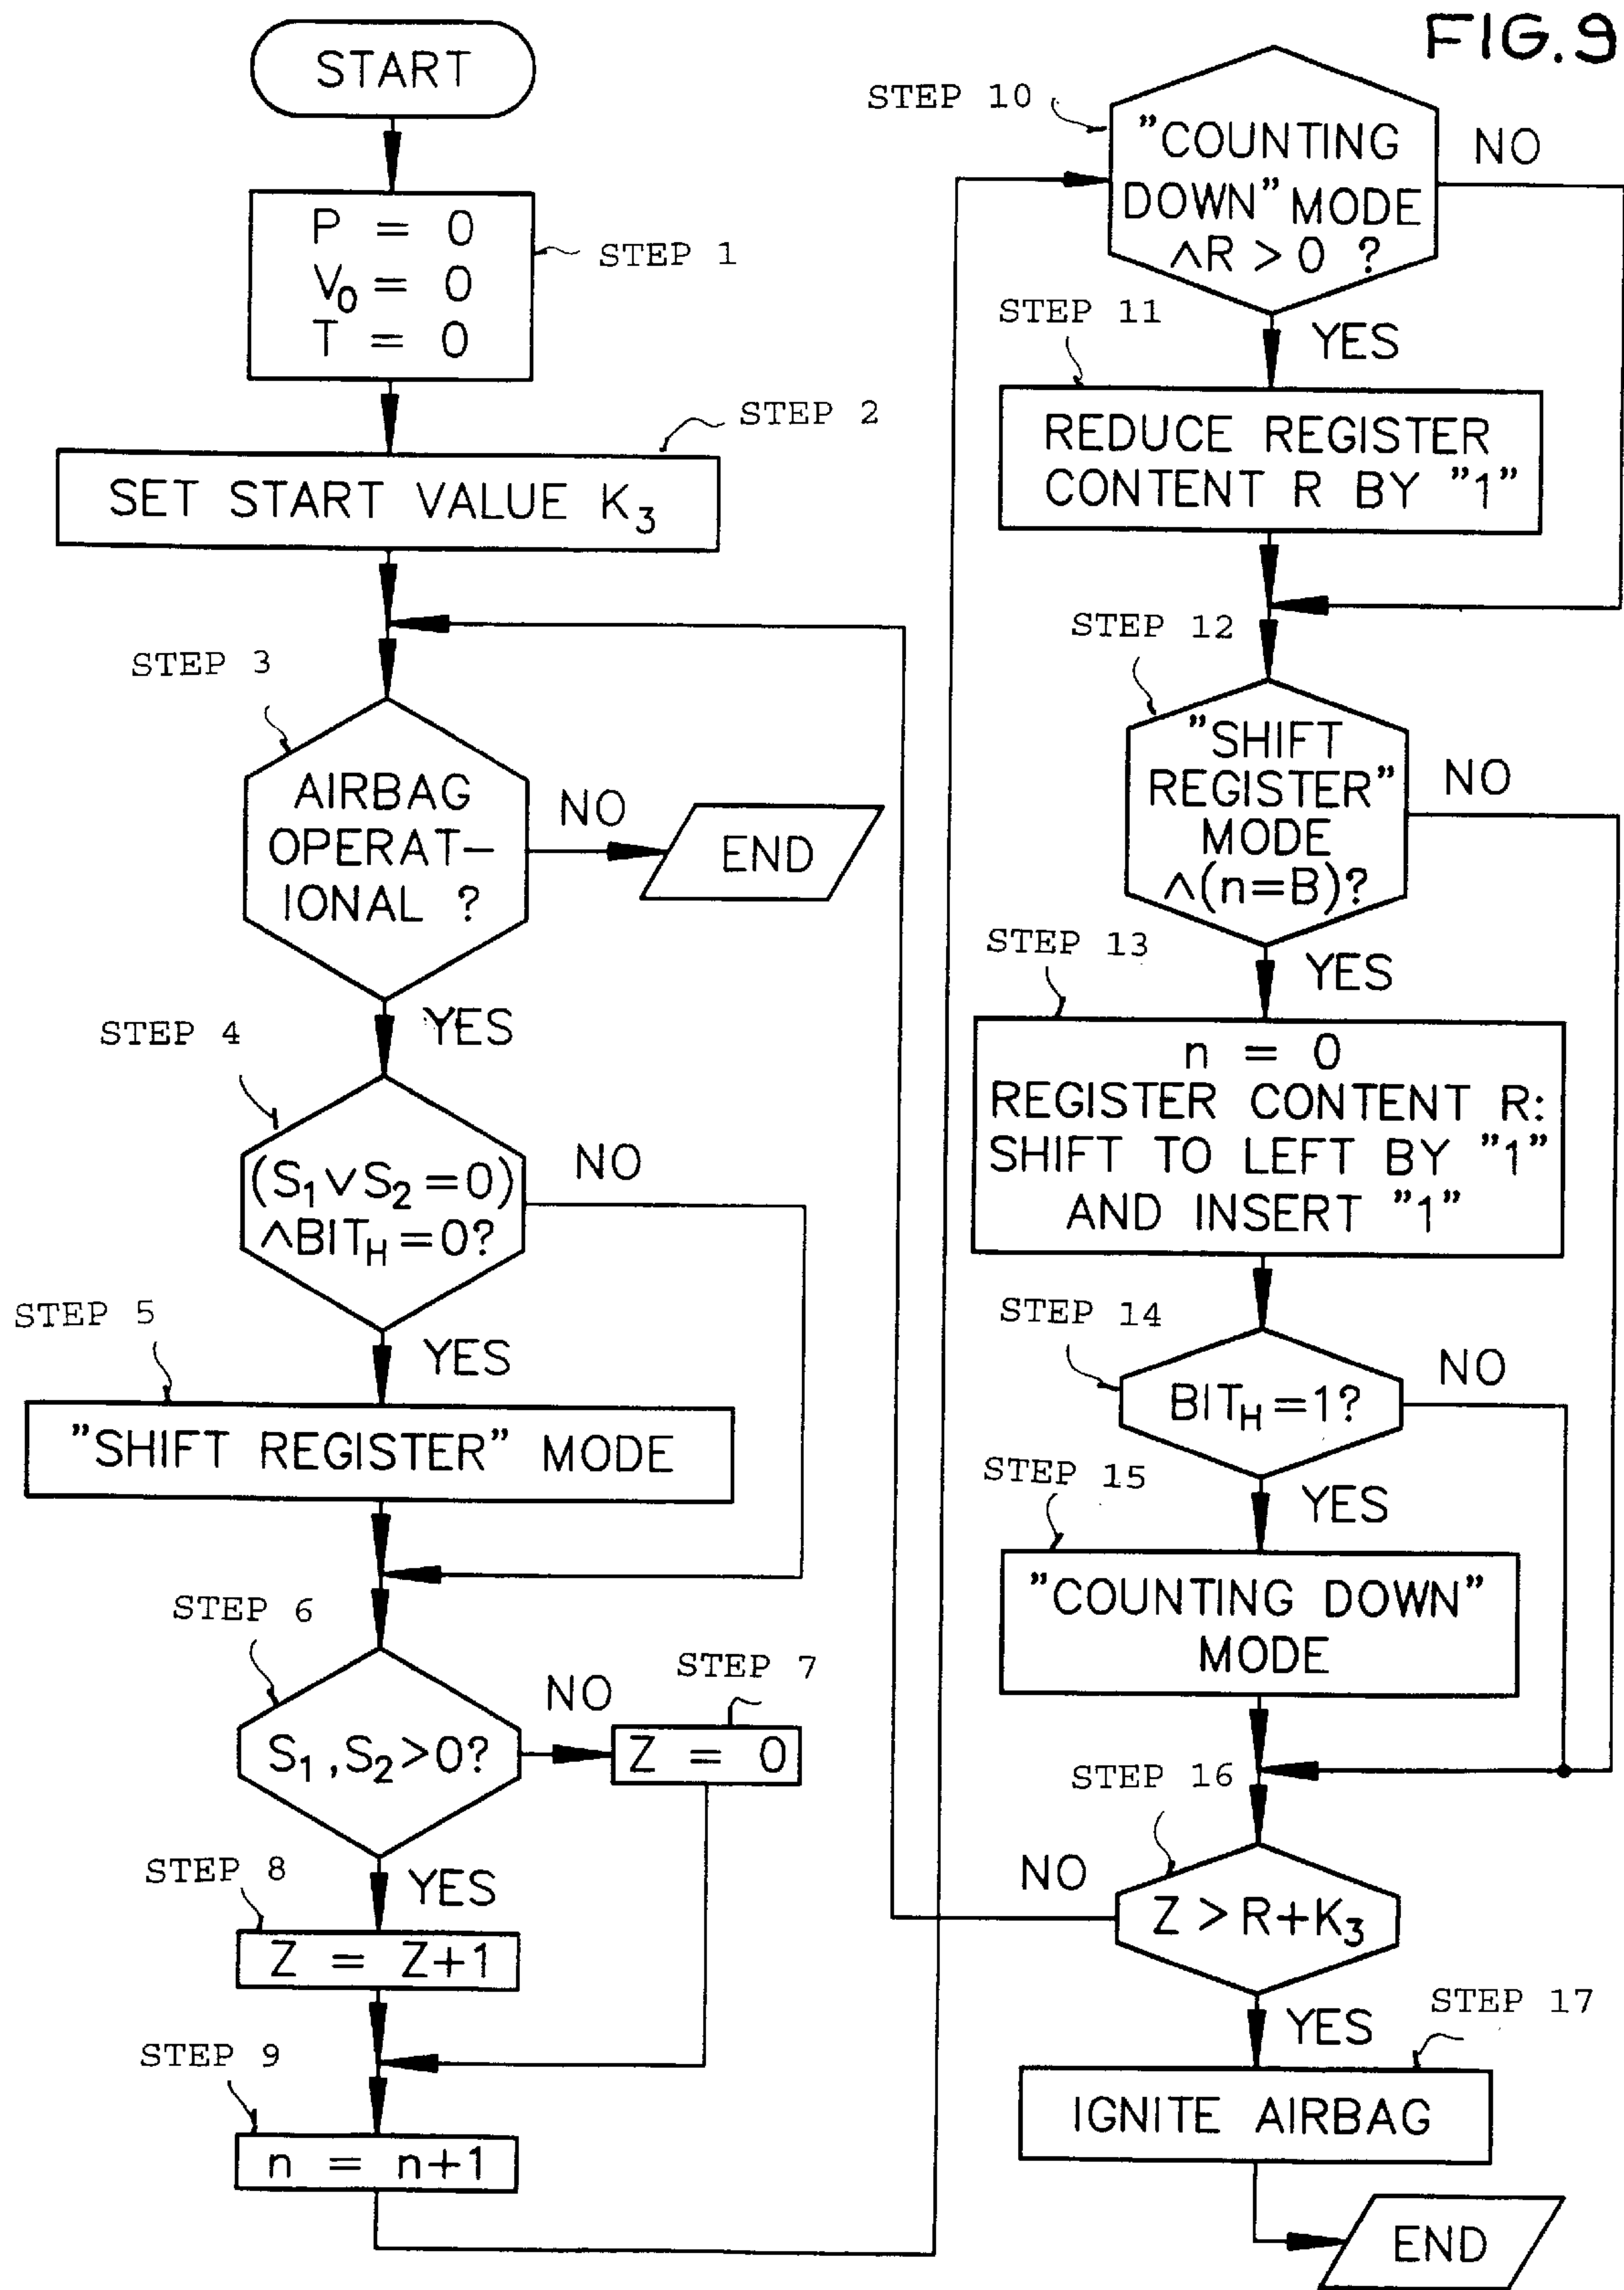 FIG.9
START
P = 0
V₀ = 0
T = 0
STEP 1
STEP 2
SET START VALUE K₃
STEP 3
AIRBAG
OPERAT-
IONAL ?
NO
END
YES
STEP 4
(S₁ ∨ S₂ = 0)
∧BIT_H = 0?
NO
YES
STEP 5
"SHIFT REGISTER" MODE
STEP 6
S₁, S₂ > 0?
NO
STEP 7
Z = 0
YES
STEP 8
Z = Z+1
STEP 9
n = n+1
STEP 10
"COUNTING
DOWN" MODE
∧R > 0 ?
NO
YES
STEP 11
REDUCE REGISTER
CONTENT R BY "1"
STEP 12
"SHIFT
REGISTER"
MODE
∧(n=B)?
NO
YES
STEP 13
n = 0
REGISTER CONTENT R:
SHIFT TO LEFT BY "1"
AND INSERT "1"
STEP 14
BIT_H = 1?
NO
YES
STEP 15
"COUNTING DOWN"
MODE
STEP 16
Z > R+K₃
NO
YES
STEP 17
IGNITE AIRBAG
END